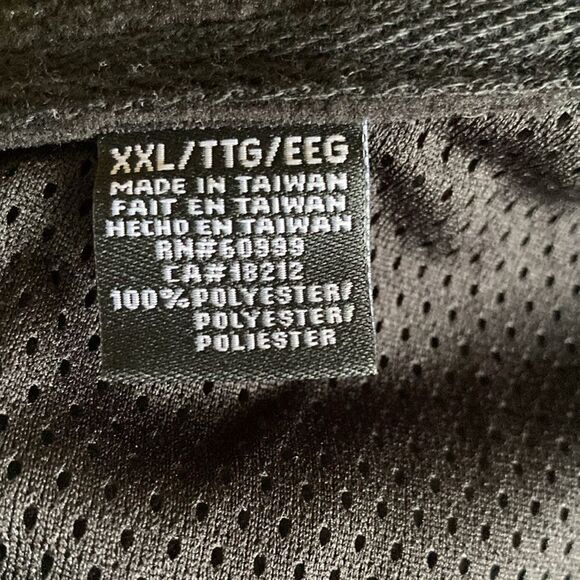 XXL/TTG/EEG
MADE IN TAIWAN
FAIT EN TAIWAN
HECHO EN TAIWAN
RN#60999
CA#18212
100% POLYESTER/
POLYESTER/
POLIESTER